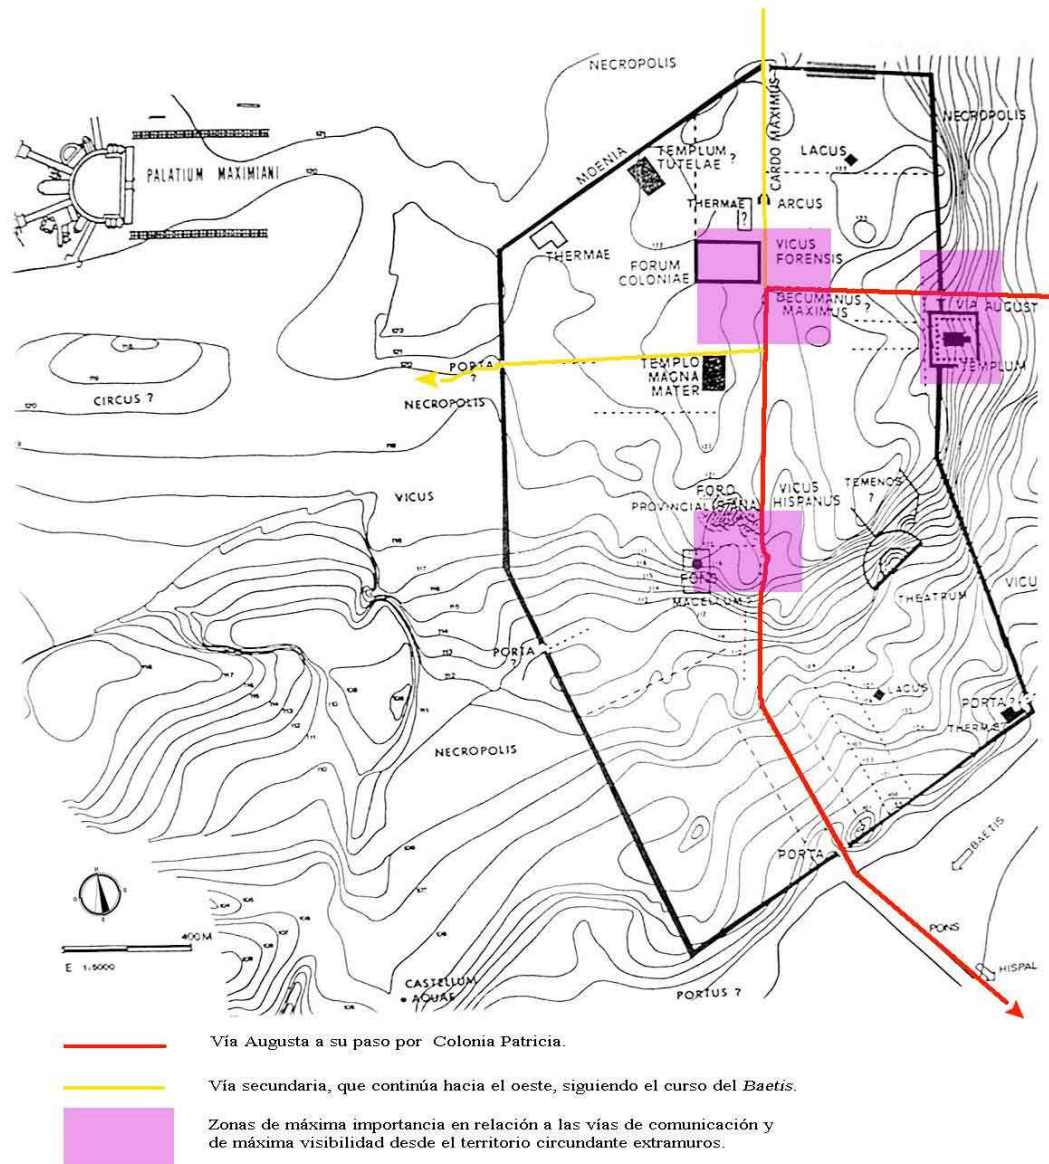 NECROPOLIS
CARDO MAXIMUS
NECROPOLIS
MOENIA
TEMPLUM ?
TUTELAE
LACUS
PALATIUM MAXIMIANI
THERMAE
?
ARCUS
THERMAE
FORUM
COLONIAE
VICUS
FORENSIS
DECUMANUS
MAXIMUS ?
VIA AUGUST
TEMPLUM
PORTA
?
TEMPLO
MAGNA
MATER
CIRCUS ?
NECROPOLIS
VICUS
FORO
PROVINCIAL
VICUS
HISPANUS
TEMENOS
?
FONS
MACELLUM ?
THEATRUM
VICU
PORTA
?
LACUS
PORTA ?
THERMIS
NECROPOLIS
PORTA
BAETIS
PONS
HISPAL
400 M
E 1:5000
CASTELLUM
AQUAE
PORTUS ?
Vía Augusta a su paso por Colonia Patricia.
Vía secundaria, que continúa hacia el oeste, siguiendo el curso del Baetis.
Zonas de máxima importancia en relación a las vías de comunicación y
de máxima visibilidad desde el territorio circundante extramuros.